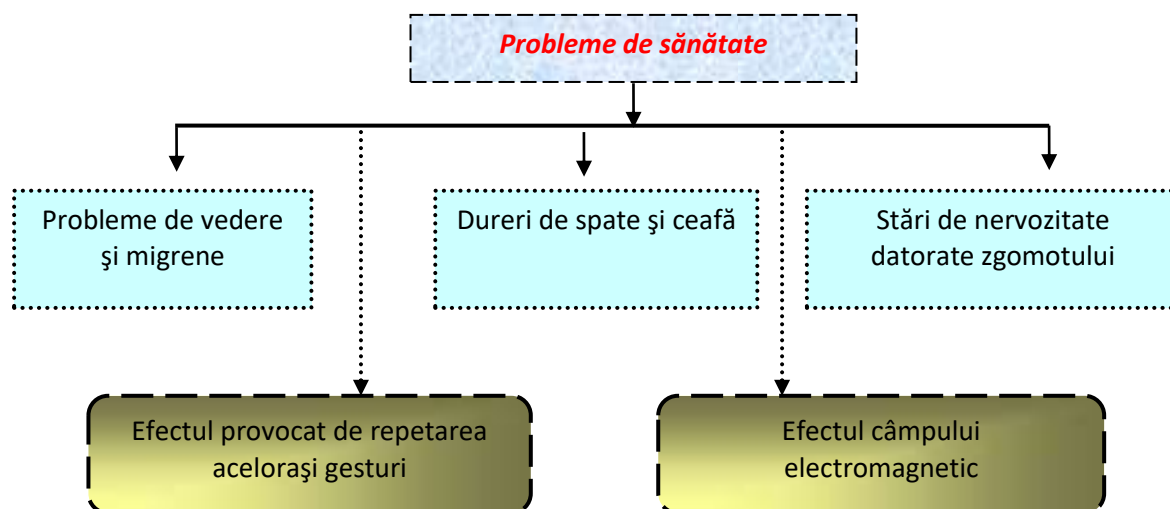 Probleme de sănătate
Probleme de vedere
şi migrene
Dureri de spate şi ceafă
Stări de nervozitate
datorate zgomotului
Efectul provocat de repetarea
aceloraşi gesturi
Efectul câmpului
electromagnetic